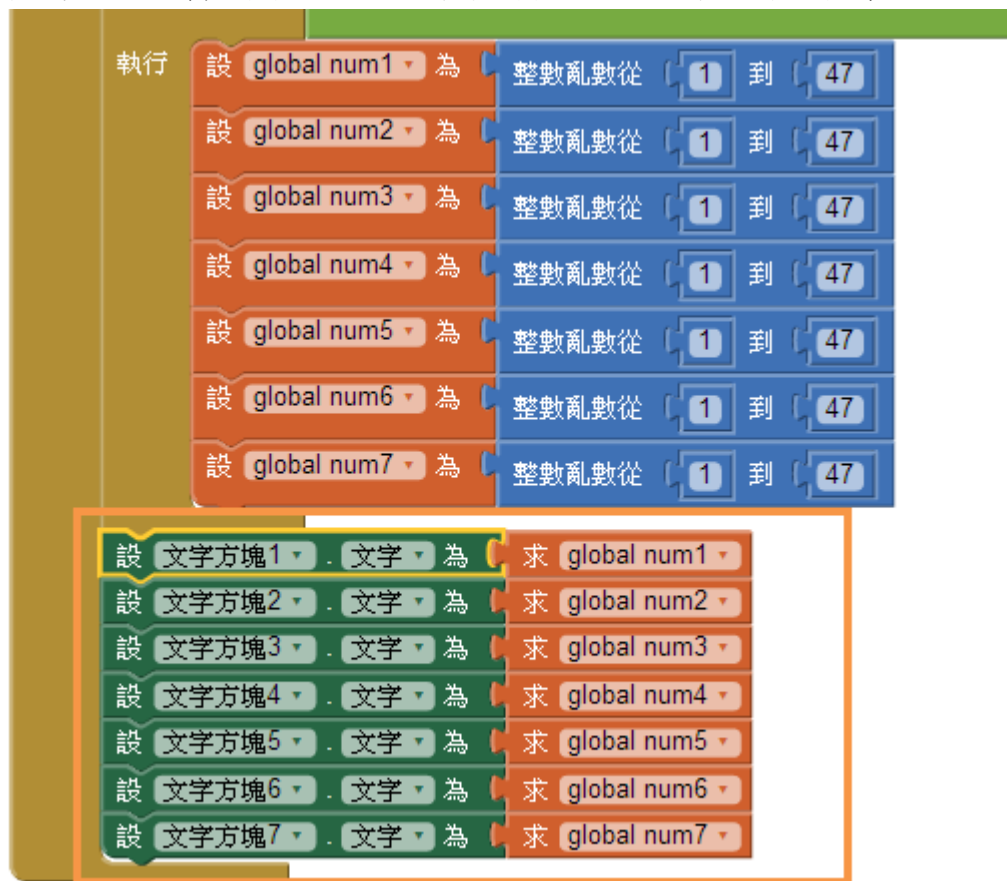 執行 設 global num1 為 整數亂數從 1 到 47
設 global num2 為 整數亂數從 1 到 47
設 global num3 為 整數亂數從 1 到 47
設 global num4 為 整數亂數從 1 到 47
設 global num5 為 整數亂數從 1 到 47
設 global num6 為 整數亂數從 1 到 47
設 global num7 為 整數亂數從 1 到 47
設 文字方塊1 . 文字 為 求 global num1
設 文字方塊2 . 文字 為 求 global num2
設 文字方塊3 . 文字 為 求 global num3
設 文字方塊4 . 文字 為 求 global num4
設 文字方塊5 . 文字 為 求 global num5
設 文字方塊6 . 文字 為 求 global num6
設 文字方塊7 . 文字 為 求 global num7